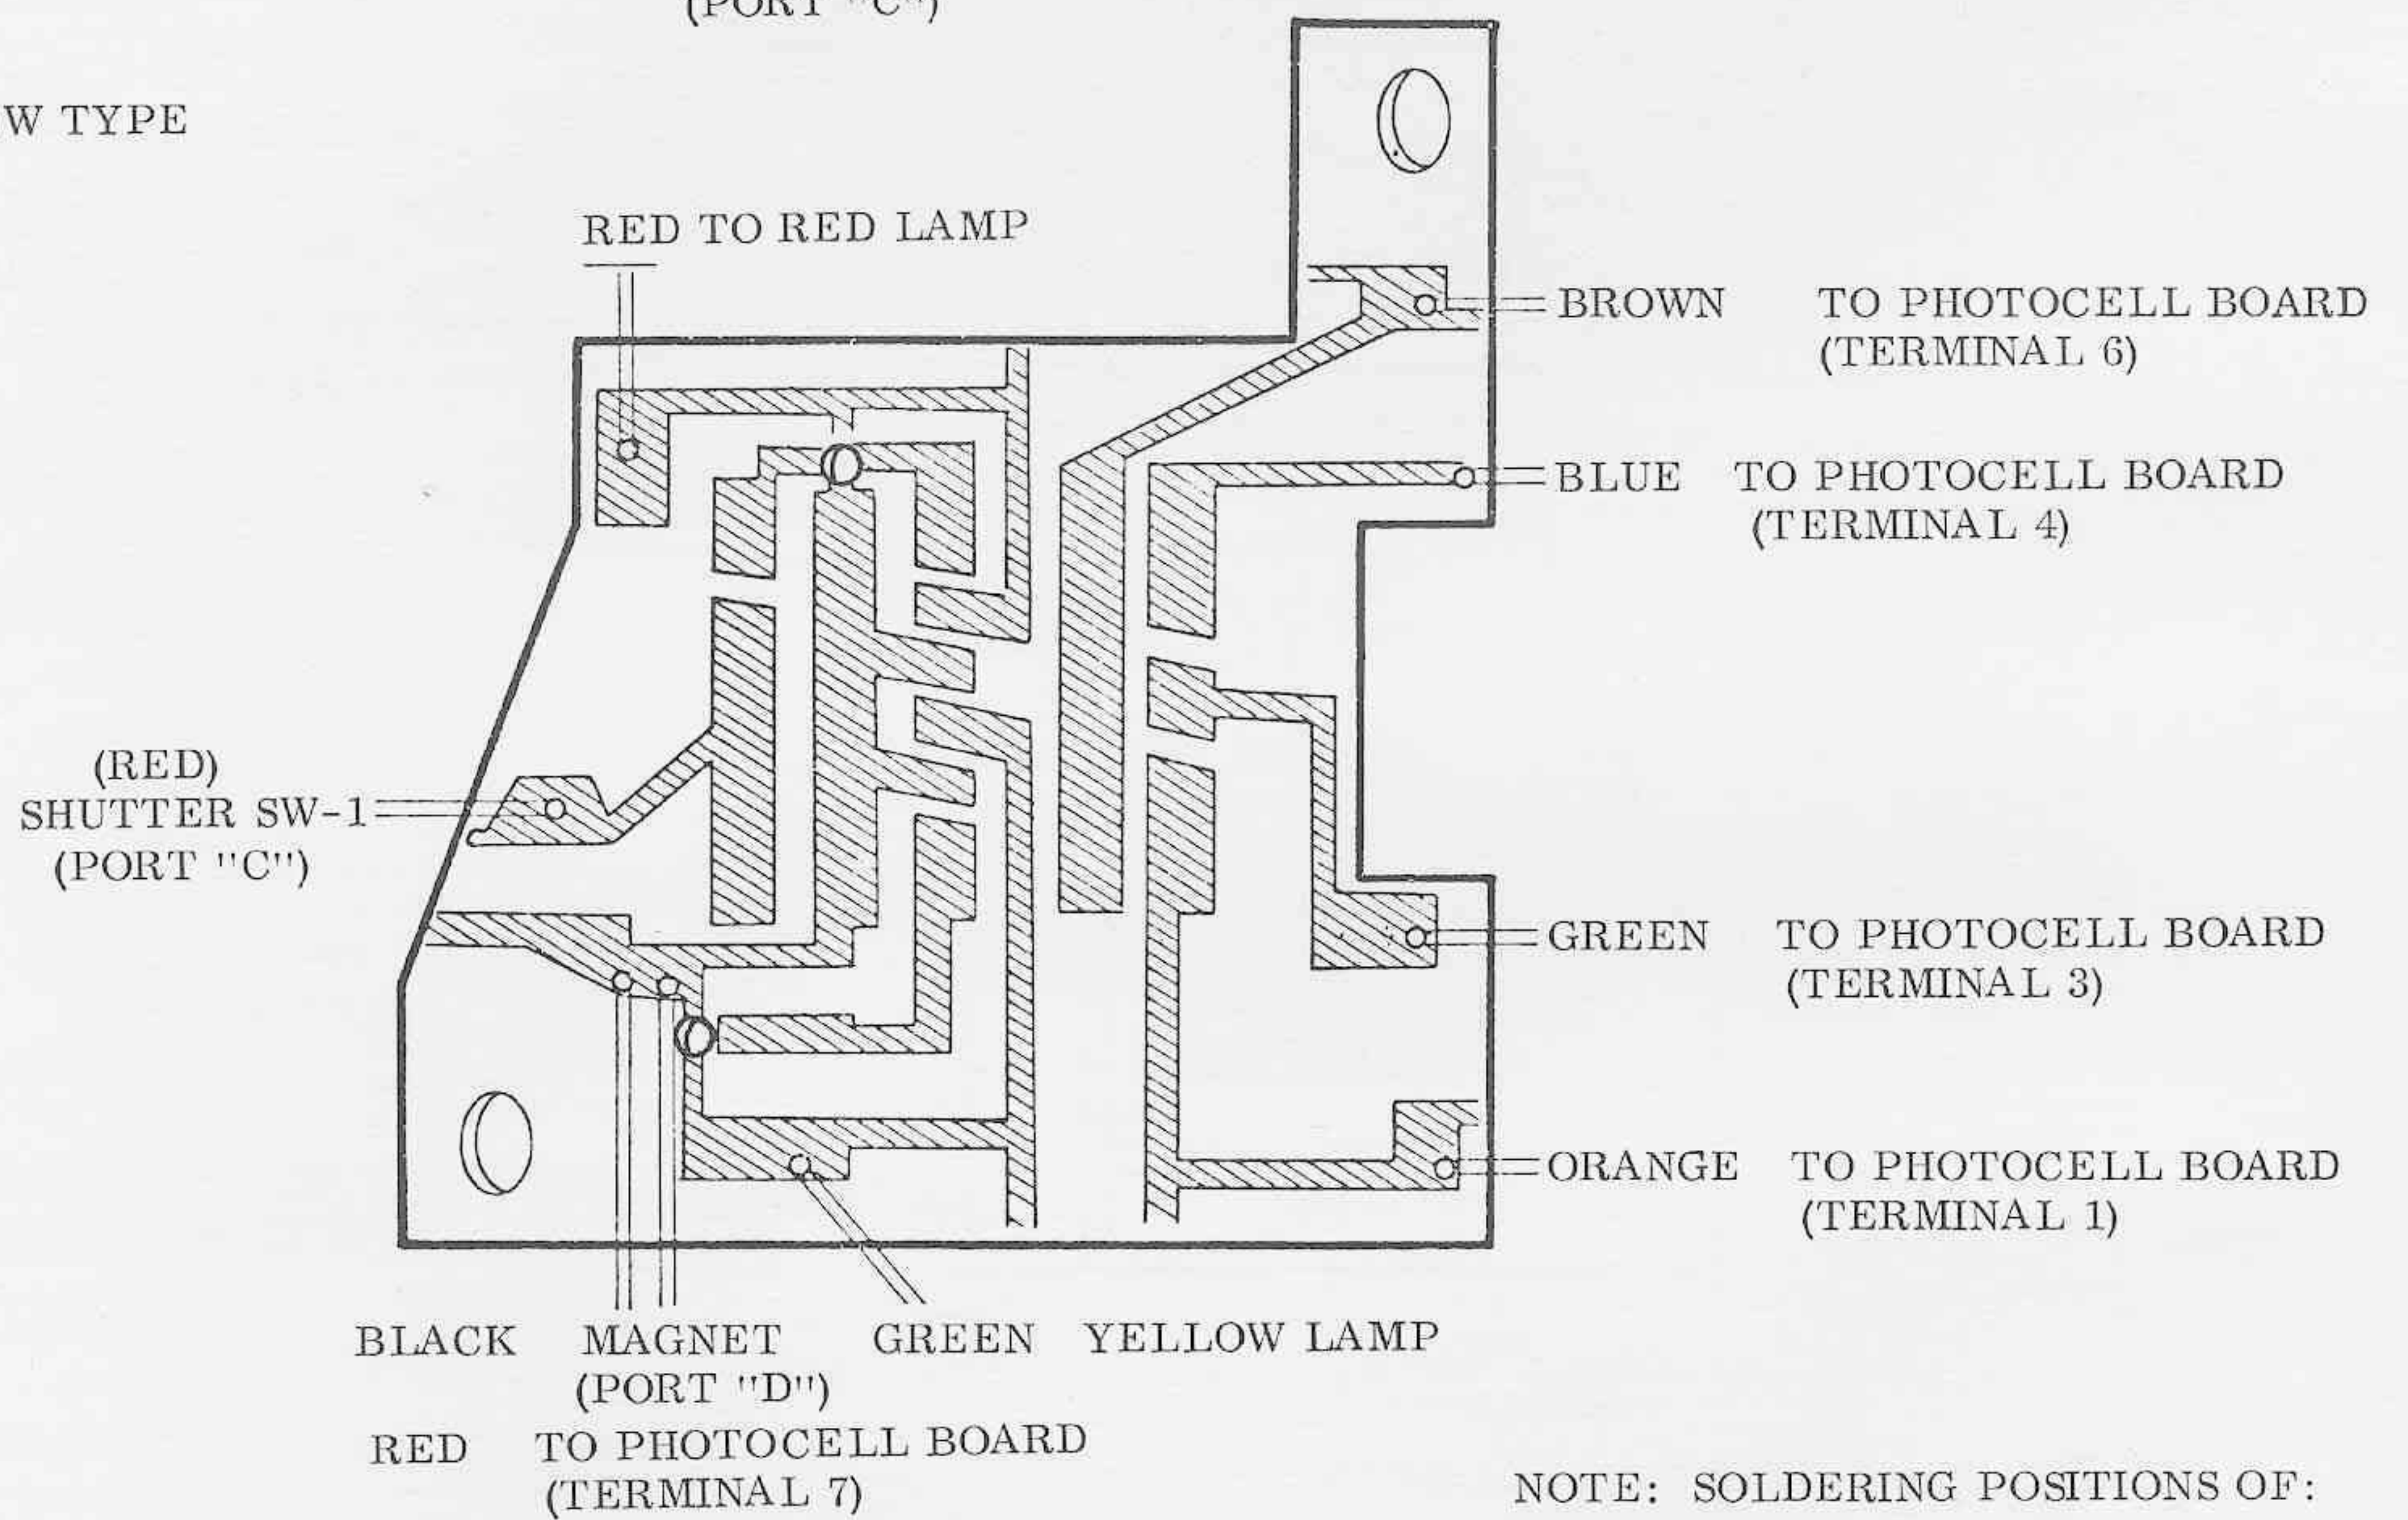 (PORT "C")
W TYPE
RED TO RED LAMP
BROWN TO PHOTOCELL BOARD
(TERMINAL 6)
BLUE TO PHOTOCELL BOARD
(TERMINAL 4)
(RED)
SHUTTER SW-1
(PORT "C")
GREEN TO PHOTOCELL BOARD
(TERMINAL 3)
ORANGE TO PHOTOCELL BOARD
(TERMINAL 1)
BLACK MAGNET GREEN YELLOW LAMP
(PORT "D")
RED TO PHOTOCELL BOARD
(TERMINAL 7)
NOTE: SOLDERING POSITIONS OF: